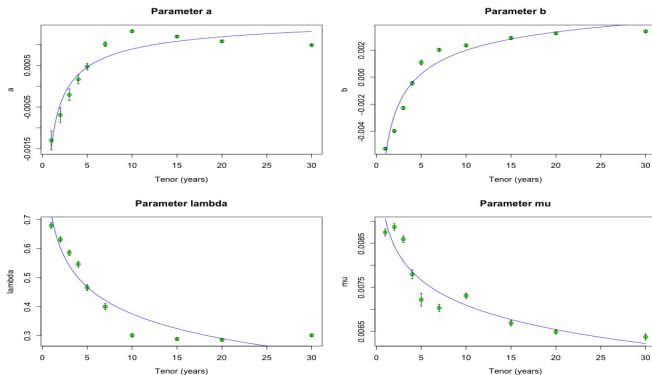 Parameter a
0.0005
-0.0005
-0.0015
a
0 5 10 15 20 25 30
Tenor (years)
Parameter b
0.002
0.000
-0.002
-0.004
b
0 5 10 15 20 25 30
Tenor (years)
Parameter lambda
0.7
0.6
0.5
0.4
0.3
lambda
0 5 10 15 20 25 30
Tenor (years)
Parameter mu
0.0085
0.0075
0.0065
mu
0 5 10 15 20 25 30
Tenor (years)